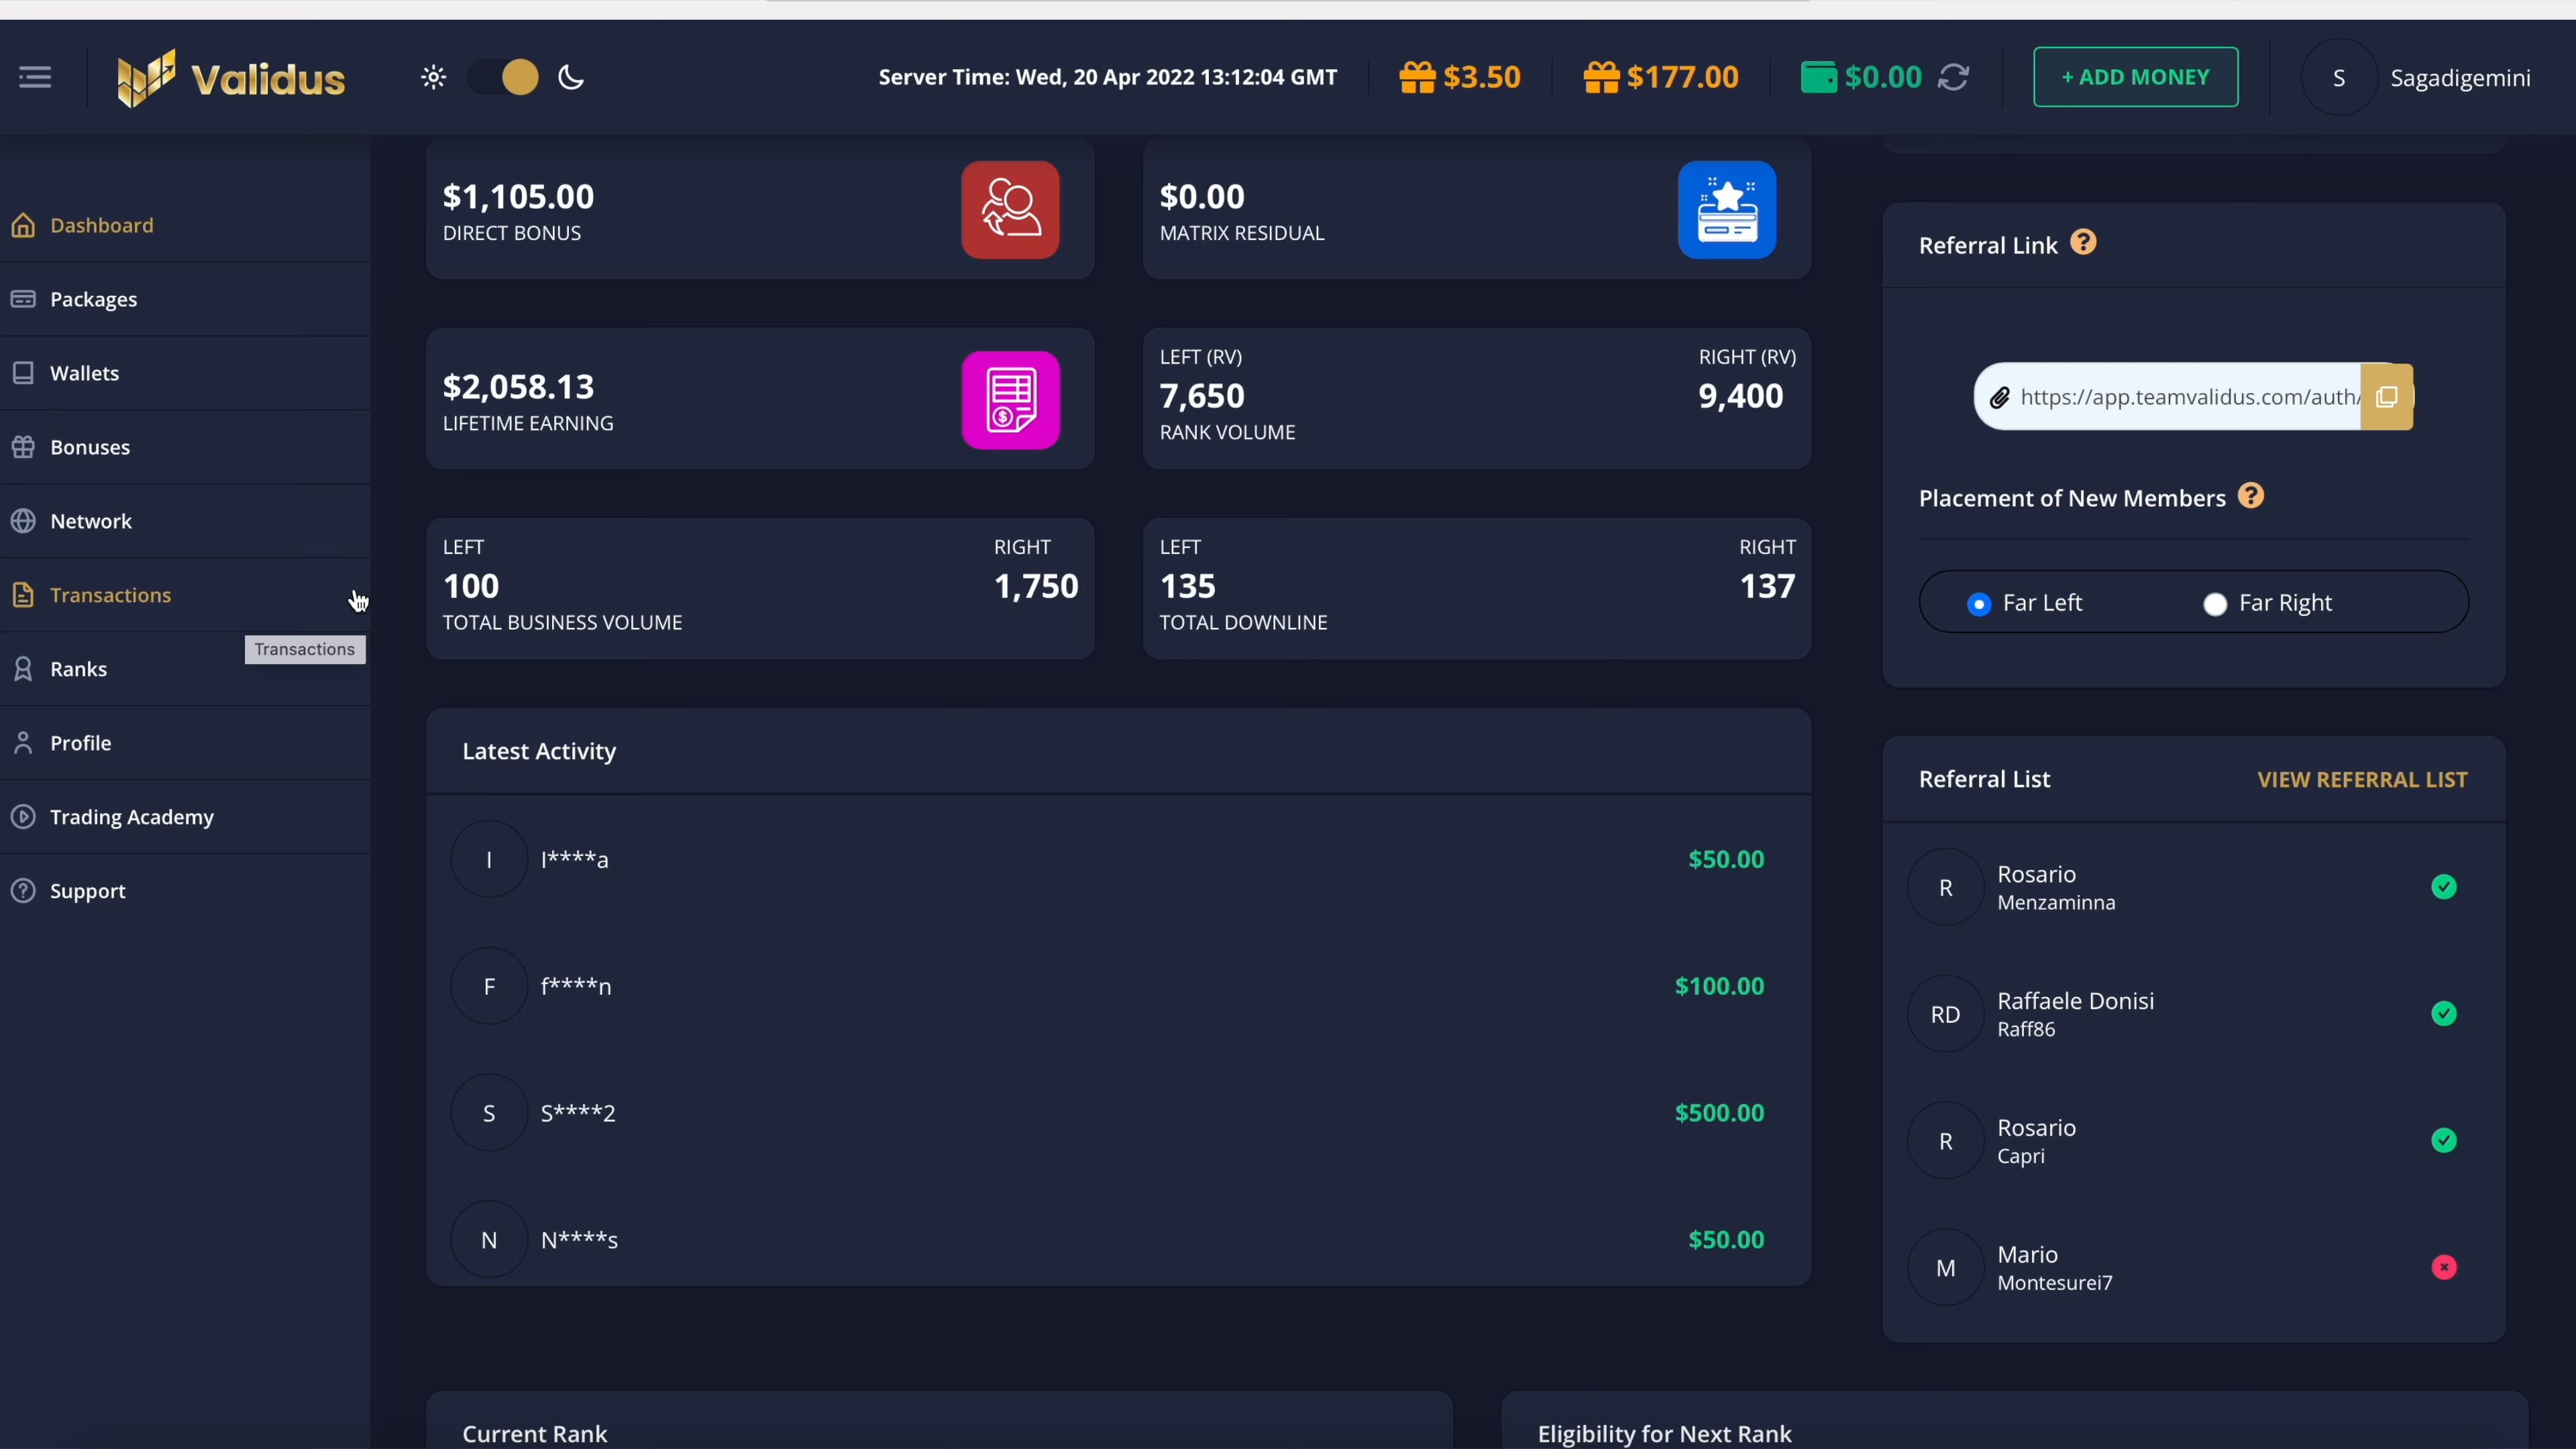 Validus
Server Time: Wed, 20 Apr 2022 13:12:04 GMT
$3.50
$177.00
$0.00
+ ADD MONEY
S
Sagadigemini
Dashboard
Packages
Wallets
Bonuses
Network
Transactions
Transactions
Ranks
Profile
Trading Academy
Support
$1,105.00
DIRECT BONUS
$0.00
MATRIX RESIDUAL
$2,058.13
LIFETIME EARNING
LEFT (RV)
RIGHT (RV)
7,650
9,400
RANK VOLUME
LEFT
RIGHT
100
1,750
TOTAL BUSINESS VOLUME
LEFT
RIGHT
135
137
TOTAL DOWNLINE
Latest Activity
I
I****a
$50.00
F
f****n
$100.00
S
S****2
$500.00
N
N****s
$50.00
Current Rank
Eligibility for Next Rank
Referral Link ?
https://app.teamvalidus.com/auth/
Placement of New Members ?
Far Left
Far Right
Referral List
VIEW REFERRAL LIST
R
Rosario
Menzaminna
RD
Raffaele Donisi
Raff86
R
Rosario
Capri
M
Mario
Montesurei7